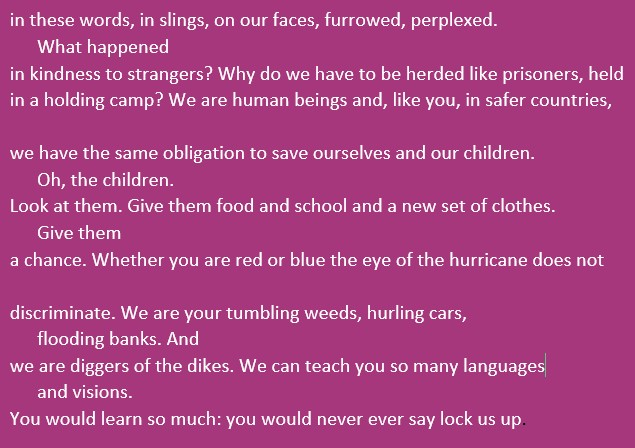 in these words, in slings, on our faces, furrowed, perplexed.
What happened
in kindness to strangers? Why do we have to be herded like prisoners, held
in a holding camp? We are human beings and, like you, in safer countries,
we have the same obligation to save ourselves and our children.
Oh, the children.
Look at them. Give them food and school and a new set of clothes.
Give them
a chance. Whether you are red or blue the eye of the hurricane does not
discriminate. We are your tumbling weeds, hurling cars,
flooding banks. And
we are diggers of the dikes. We can teach you so many languages
and visions.
You would learn so much: you would never ever say lock us up.